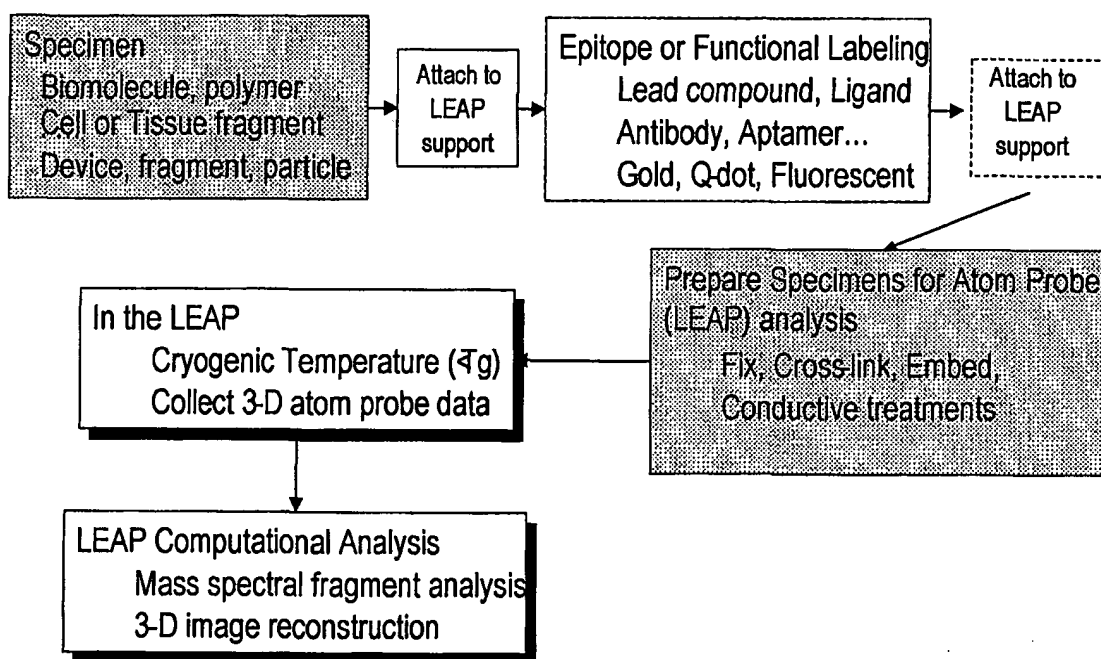 Specimen
Biomolecule, polymer
Cell or Tissue fragment
Device, fragment, particle
Attach to
LEAP
support
Epitope or Functional Labeling
Lead compound, Ligand
Antibody, Aptamer...
Gold, Q-dot, Fluorescent
Attach to
LEAP
support
Prepare Specimens for Atom Probe
(LEAP) analysis
Fix, Cross-link, Embed,
Conductive treatments
In the LEAP
Cryogenic Temperature
Collect 3-D atom probe data
LEAP Computational Analysis
Mass spectral fragment analysis
3-D image reconstruction